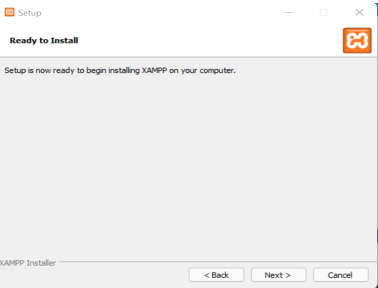 Setup
Ready to Install
Setup is now ready to begin installing XAMPP on your computer.
XAMPP Installer
< Back
Next >
Cancel